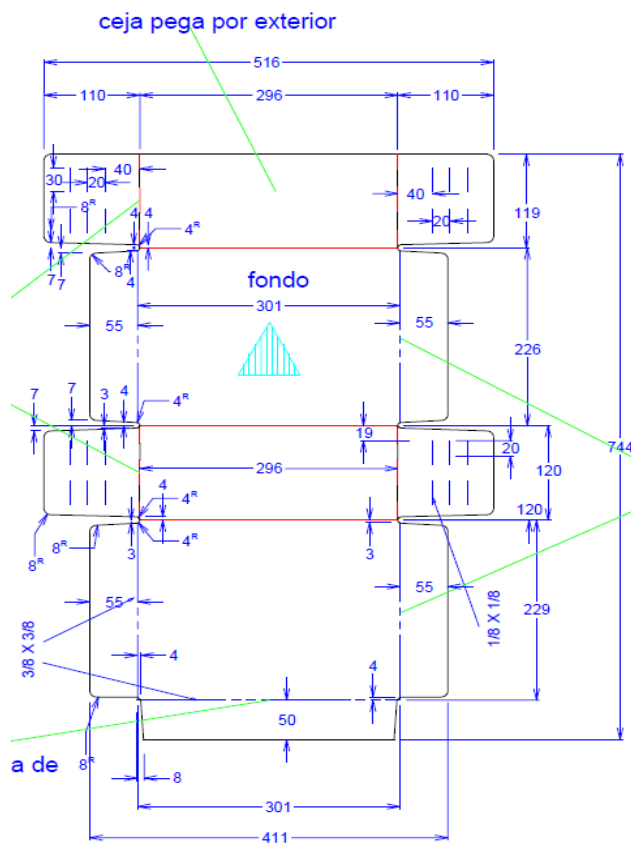 ceja pega por exterior
516
110 296 110
40
30 20
8ᴿ
4 4
4ᴿ
40
20
119
7 7
8ᴿ
4
fondo
301
55
55
226
7 7 3 4
4ᴿ
19
20
744
296
120
4
4ᴿ
120
8ᴿ 8ᴿ
3
4ᴿ
3
55
55
1/8 X 1/8
229
3/8 X 3/8
4
4
50
a de
8ᴿ
8
301
411